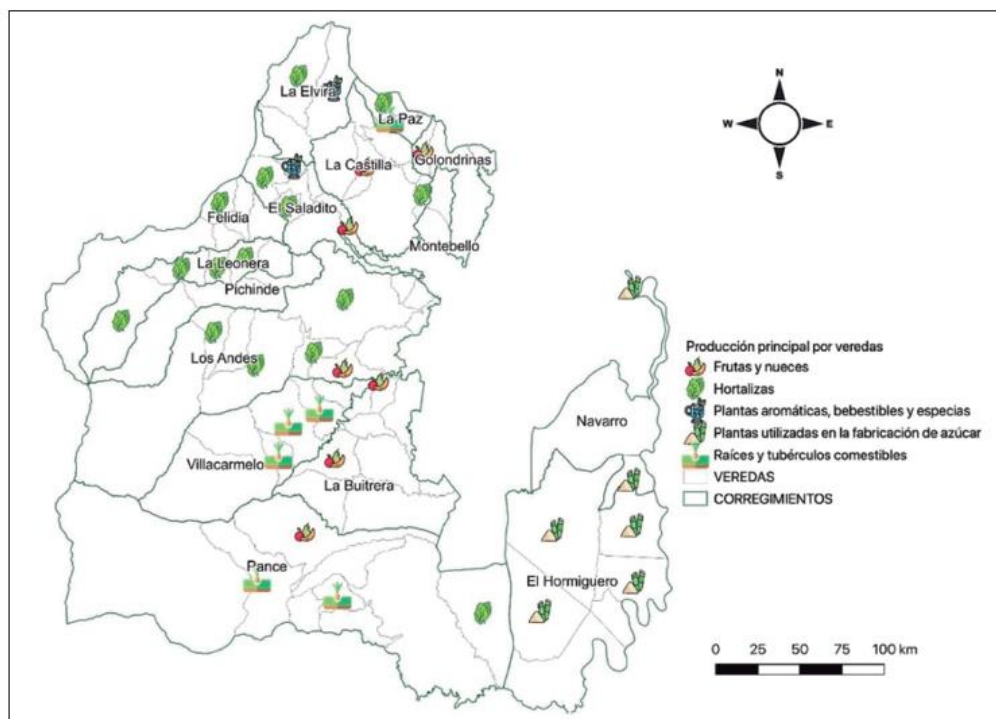 La Elvira
La Paz
La Castilla
Golondrinas
El Saladito
Felidia
Montebello
La Leonera
Pichinde
Los Andes
Villacarmelo
La Buitrera
Pance
Navarro
El Hormiguero
N
W
E
S
Producción principal por veredas
Frutas y nueces
Hortalizas
Plantas aromáticas, bebestibles y especias
Plantas utilizadas en la fabricación de azúcar
Raíces y tubérculos comestibles
VEREDAS
CORREGIMIENTOS
0 25 50 75 100 km